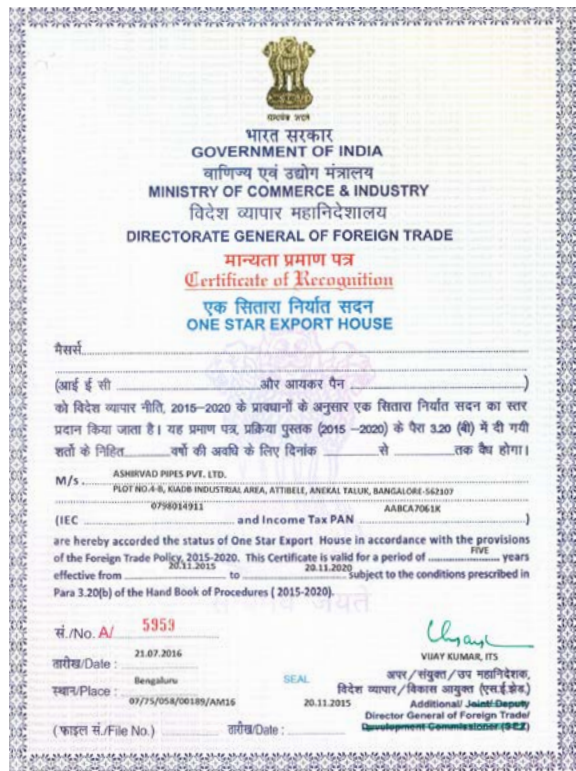 सत्यमेव जयते
भारत सरकार
GOVERNMENT OF INDIA
वाणिज्य एवं उद्योग मंत्रालय
MINISTRY OF COMMERCE & INDUSTRY
विदेश व्यापार महानिदेशालय
DIRECTORATE GENERAL OF FOREIGN TRADE
मान्यता प्रमाण पत्र
Certificate of Recognition
एक सितारा निर्यात सदन
ONE STAR EXPORT HOUSE
मैसर्स
(आई ई सी और आयकर पैन )
को विदेश व्यापार नीति, 2015–2020 के प्रावधानों के अनुसार एक सितारा निर्यात सदन का स्तर
प्रदान किया जाता है। यह प्रमाण पत्र, प्रक्रिया पुस्तक (2015 –2020) के पैरा 3.20 (बी) में दी गयी
शर्तो के निहित वर्षो की अवधि के लिए दिनांक से तक वैध होगा।
M/s. ASHIRVAD PIPES PVT. LTD.
PLOT NO.4-B, KIADB INDUSTRIAL AREA, ATTIBELE, ANEKAL TALUK, BANGALORE-562107
(IEC 0798014911 and Income Tax PAN AABCA7061K )
are hereby accorded the status of One Star Export House in accordance with the provisions
of the Foreign Trade Policy, 2015-2020. This Certificate is valid for a period of FIVE years
effective from 20.11.2015 to 20.11.2020 subject to the conditions prescribed in
Para 3.20(b) of the Hand Book of Procedures ( 2015-2020).
सं./No. A/ 5959
तारीख/Date : 21.07.2016
स्थान/Place : Bengaluru
07/75/058/00189/AM16
( फाइल सं./File No.) तारीख/Date : 20.11.2015
SEAL
VIJAY KUMAR, ITS
अपर/संयुक्त/उप महानिदेशक,
विदेश व्यापार/विकास आयुक्त (एस.ई.झेड.)
Additional/ Joint/ Deputy
Director General of Foreign Trade/
Development Commissioner (SEZ)